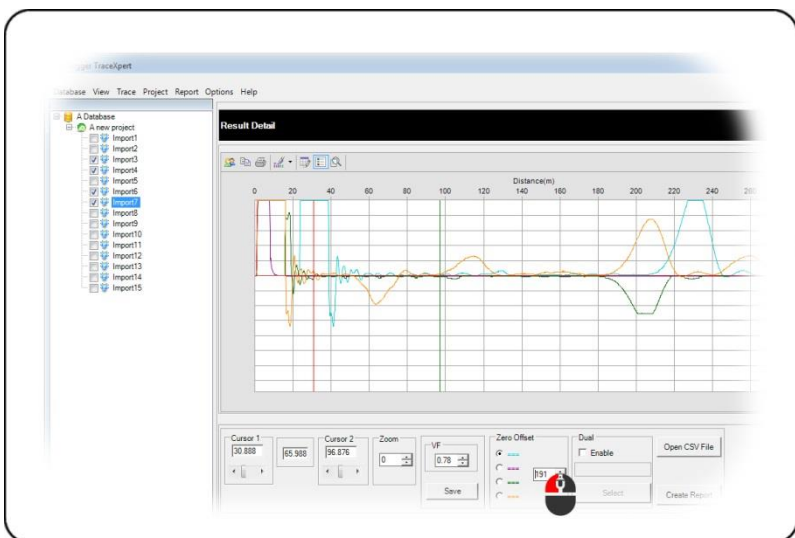 TraceXpert
Database View Trace Project Report Options Help
A Database
A new project
Import1
Import2
Import3
Import4
Import5
Import6
Import7
Import8
Import9
Import10
Import11
Import12
Import13
Import14
Import15
Result Detail
Distance(m)
0 20 40 60 80 100 120 140 160 180 200 220 240 260
Cursor 1
30.888
65.988
Cursor 2
96.876
Zoom
0
VF
0.78
Save
Zero Offset
191
Dual
Enable
Select
Open CSV File
Create Report